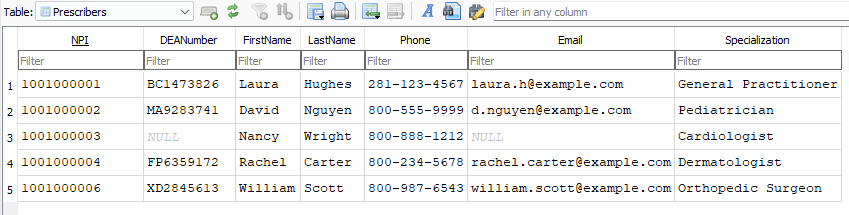 Table: Prescribers Filter in any column
NPI DEANumber FirstName LastName Phone Email Specialization
Filter Filter Filter Filter Filter Filter Filter
1 1001000001 BC1473826 Laura Hughes 281-123-4567 laura.h@example.com General Practitioner
2 1001000002 MA9283741 David Nguyen 800-555-9999 d.nguyen@example.com Pediatrician
3 1001000003 NULL Nancy Wright 800-888-1212 NULL Cardiologist
4 1001000004 FP6359172 Rachel Carter 800-234-5678 rachel.carter@example.com Dermatologist
5 1001000006 XD2845613 William Scott 800-987-6543 william.scott@example.com Orthopedic Surgeon